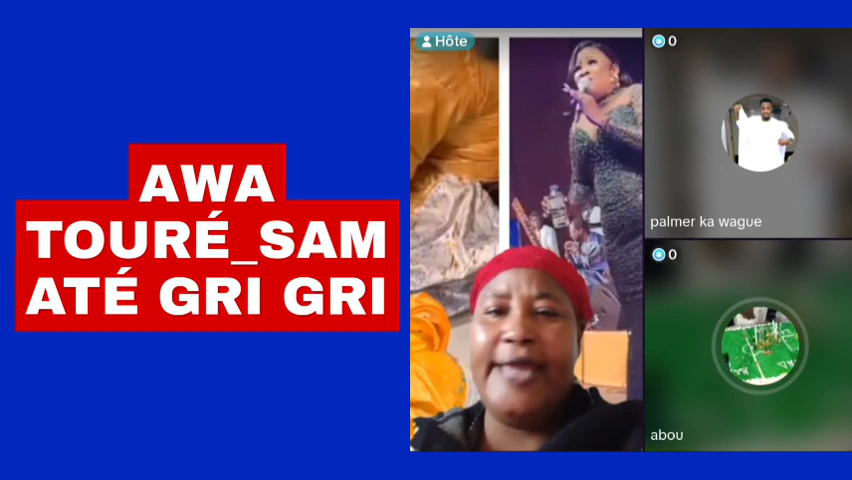 AWA
TOURÉ_SAM
ATÉ GRI GRI
Hôte
0
palmer ka wague
0
abou